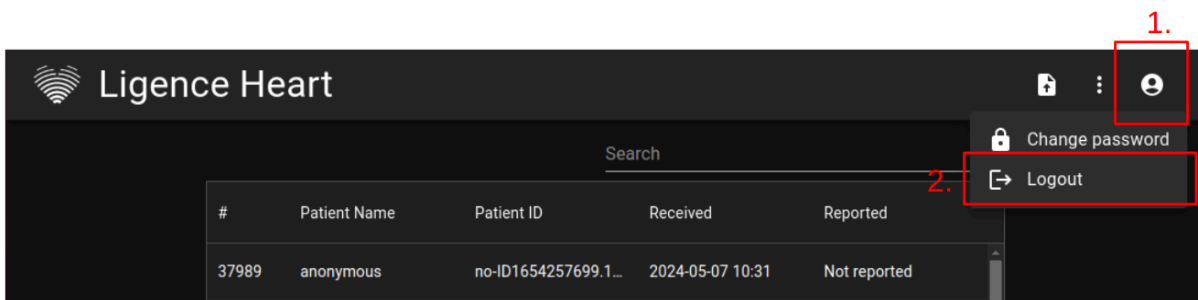 1.
Ligence Heart
Change password
Search
2. Logout
# Patient Name Patient ID Received Reported
37989 anonymous no-ID1654257699.1... 2024-05-07 10:31 Not reported